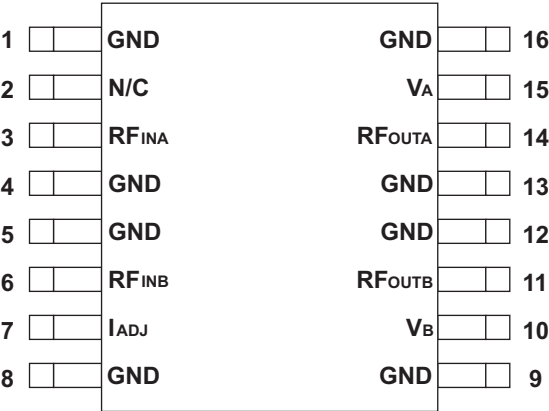 1 GND GND 16
2 N/C VA 15
3 RFINA RFOUTA 14
4 GND GND 13
5 GND GND 12
6 RFINB RFOUTB 11
7 IADJ VB 10
8 GND GND 9